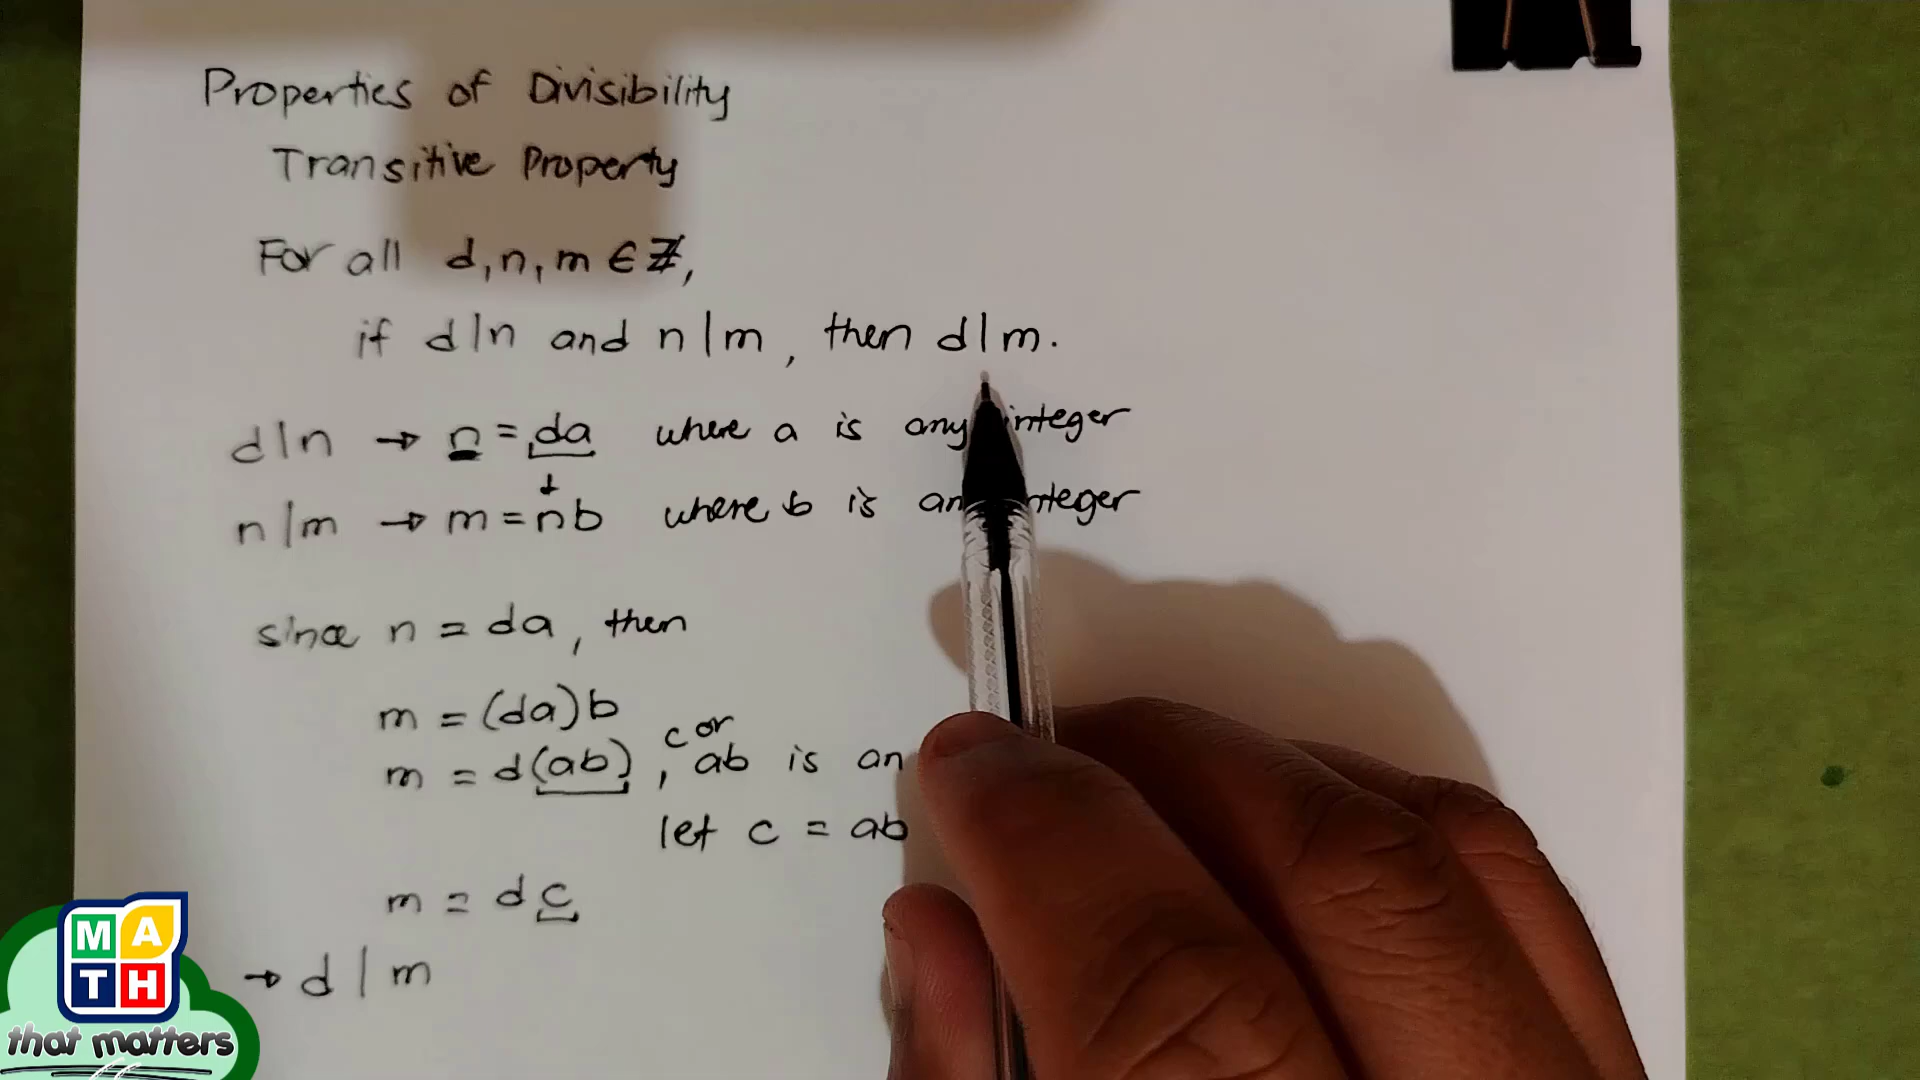 Properties of Divisibility
Transitive Property
For all d, n, m ∈ ℤ,
if d|n and n|m, then d|m.
d|n → n = da where a is any integer
n|m → m = nb where b is an integer
since n = da, then
m = (da)b
c or
m = d(ab), ab is an
let c = ab
m = dc
→ d|m
MATH
that matters